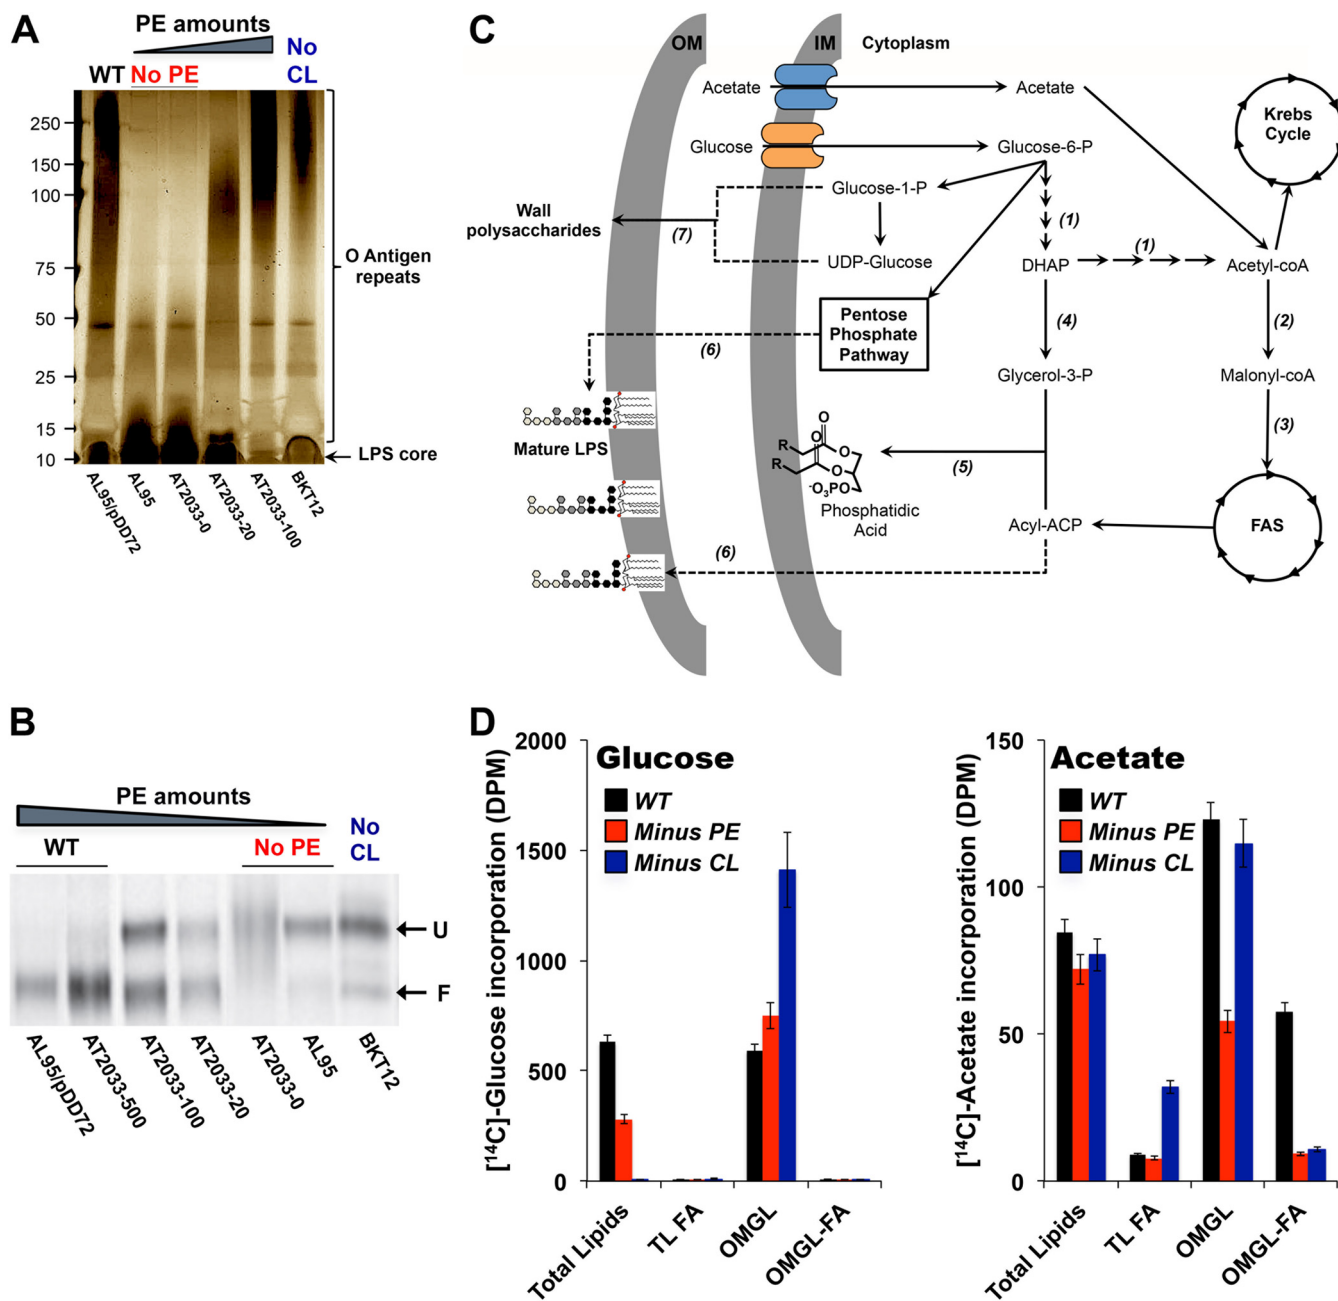 A
PE amounts
No
CL
WT No PE
250
150
100
75
50
25
15
10
O Antigen
repeats
LPS core
AL95/pDD72
AL95
AT2033-0
AT2033-20
AT2033-100
BKT12
C
OM
IM
Cytoplasm
Acetate
Acetate
Krebs
Cycle
Glucose
Glucose-6-P
Glucose-1-P
(1)
Wall
polysaccharides
(7)
(1)
UDP-Glucose
DHAP
Acetyl-coA
Pentose
Phosphate
Pathway
(4)
(2)
(6)
Glycerol-3-P
Malonyl-coA
(3)
Mature LPS
R
O
O
O
R
O
-O3PO
(5)
Phosphatidic
Acid
Acyl-ACP
FAS
(6)
B
PE amounts
No
CL
WT
No PE
U
F
AL95/pDD72
AT2033-500
AT2033-100
AT2033-20
AT2033-0
AL95
BKT12
D
[14C]-Glucose incorporation (DPM)
2000
1500
1000
500
0
Glucose
WT
Minus PE
Minus CL
Total Lipids
TL FA
OMGL
OMGL-FA
[14C]-Acetate incorporation (DPM)
150
100
50
0
Acetate
WT
Minus PE
Minus CL
Total Lipids
TL FA
OMGL
OMGL-FA